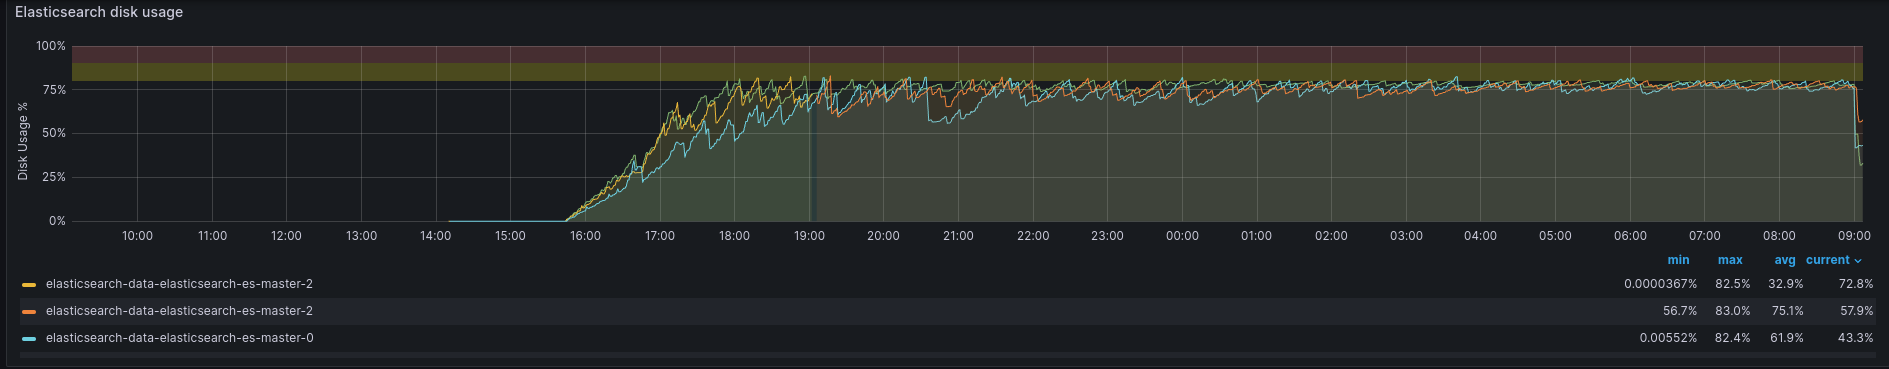 Elasticsearch disk usage
Disk Usage %
100%
75%
50%
25%
0%
10:00 11:00 12:00 13:00 14:00 15:00 16:00 17:00 18:00 19:00 20:00 21:00 22:00 23:00 00:00 01:00 02:00 03:00 04:00 05:00 06:00 07:00 08:00 09:00
min max avg current
elasticsearch-data-elasticsearch-es-master-2 0.0000367% 82.5% 32.9% 72.8%
elasticsearch-data-elasticsearch-es-master-2 56.7% 83.0% 75.1% 57.9%
elasticsearch-data-elasticsearch-es-master-0 0.00552% 82.4% 61.9% 43.3%